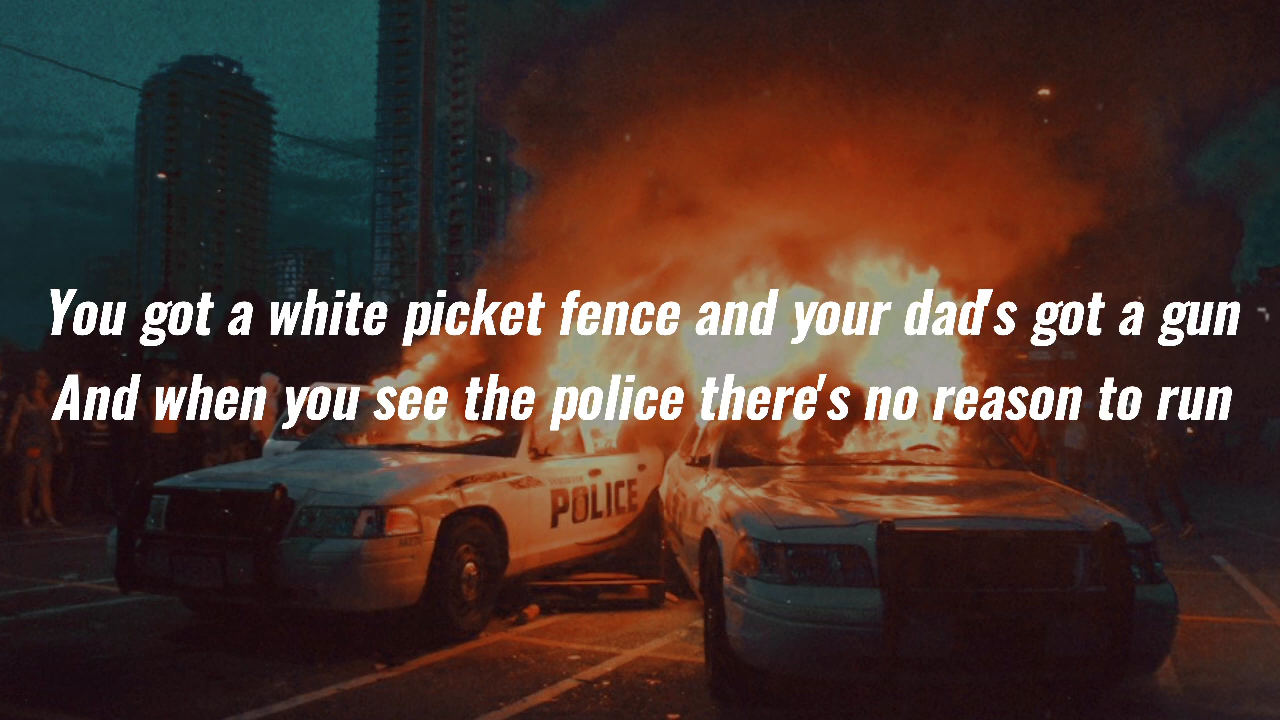 You got a white picket fence and your dad's got a gun
And when you see the police there's no reason to run
POLICE